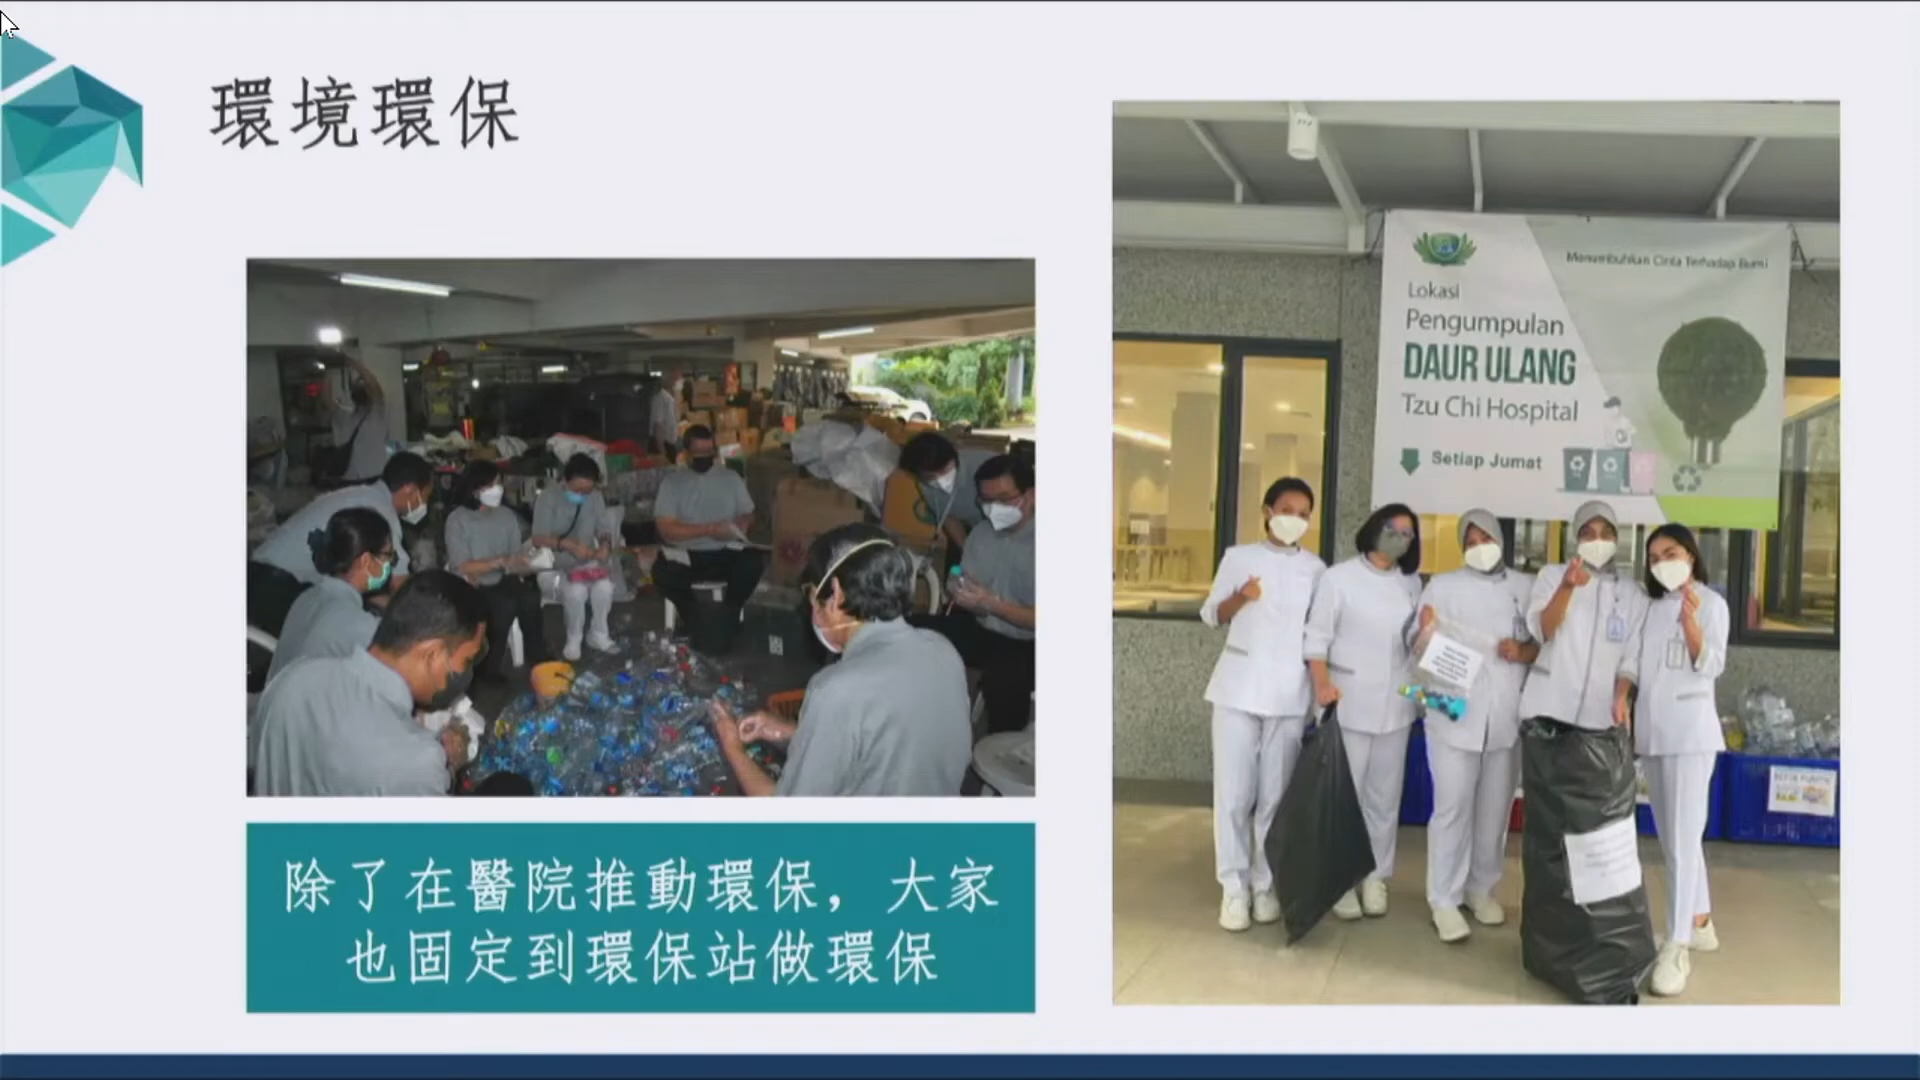 環境環保
除了在醫院推動環保，大家
也固定到環保站做環保
Menumbuhkan Cinta Terhadap Bumi
Lokasi
Pengumpulan
DAUR ULANG
Tzu Chi Hospital
Setiap Jumat